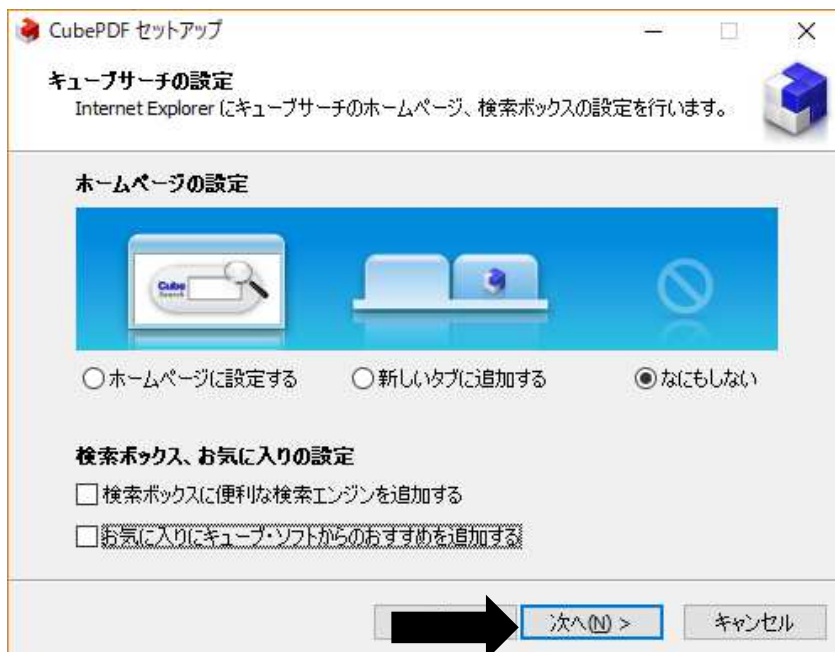 CubePDF セットアップ
キューブサーチの設定
Internet Explorer にキューブサーチのホームページ、検索ボックスの設定を行います。
ホームページの設定
Cube
Search
ホームページに設定する
新しいタブに追加する
なにもしない
検索ボックス、お気に入りの設定
検索ボックスに便利な検索エンジンを追加する
お気に入りにキューブ・ソフトからのおすすめを追加する
次へ(N) >
キャンセル